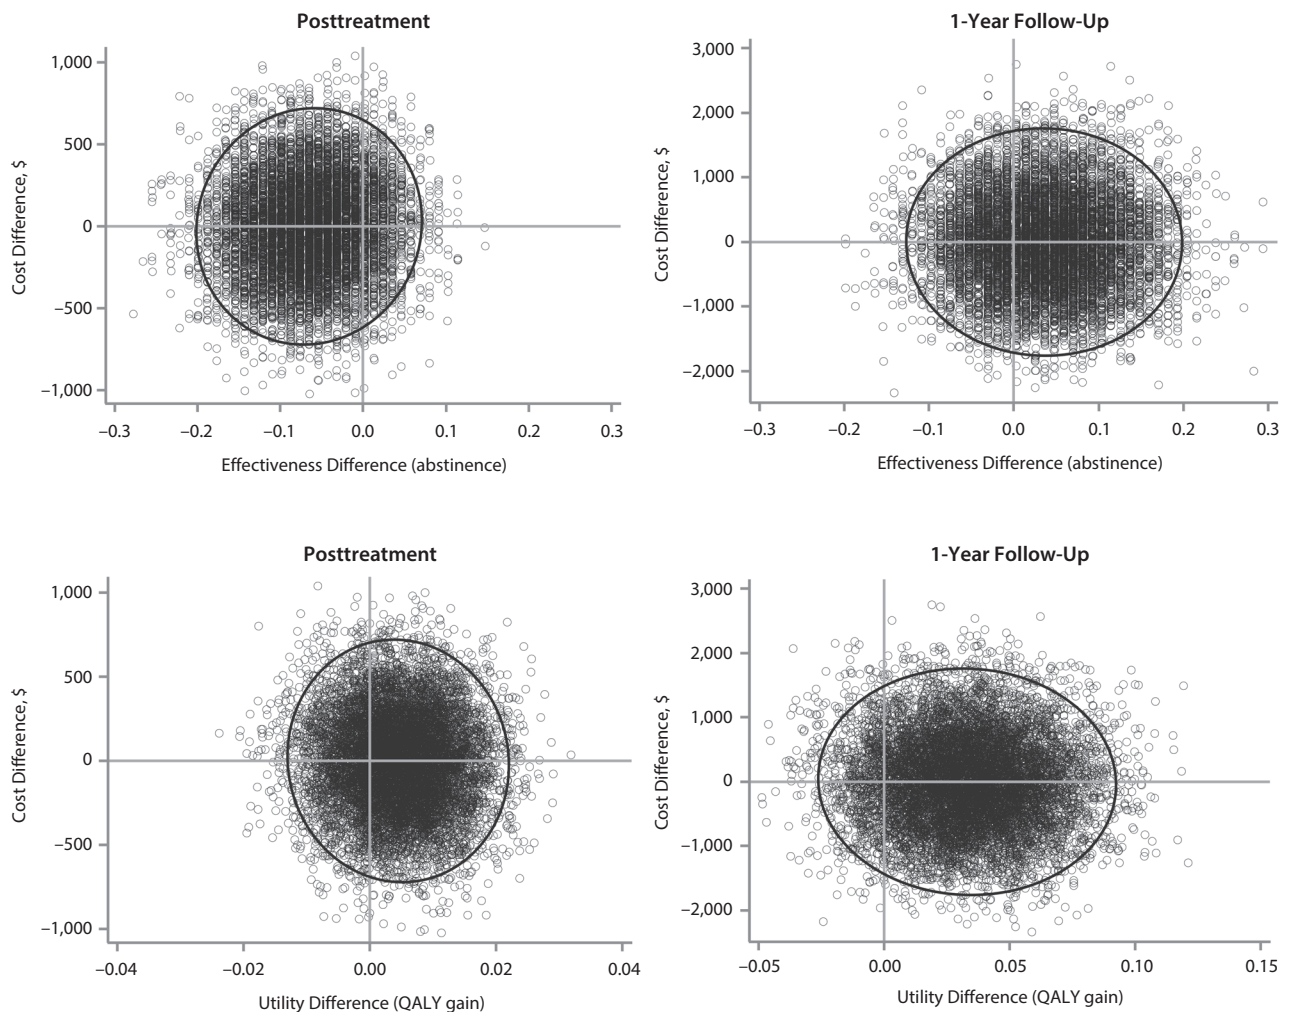 Posttreatment
1,000
500
0
−500
−1,000
Cost Difference, $
−0.3 −0.2 −0.1 0.0 0.1 0.2 0.3
Effectiveness Difference (abstinence)
1-Year Follow-Up
3,000
2,000
1,000
0
−1,000
−2,000
Cost Difference, $
−0.3 −0.2 −0.1 0.0 0.1 0.2 0.3
Effectiveness Difference (abstinence)
Posttreatment
1,000
500
0
−500
−1,000
Cost Difference, $
−0.04 −0.02 0.00 0.02 0.04
Utility Difference (QALY gain)
1-Year Follow-Up
3,000
2,000
1,000
0
−1,000
−2,000
Cost Difference, $
−0.05 0.00 0.05 0.10 0.15
Utility Difference (QALY gain)